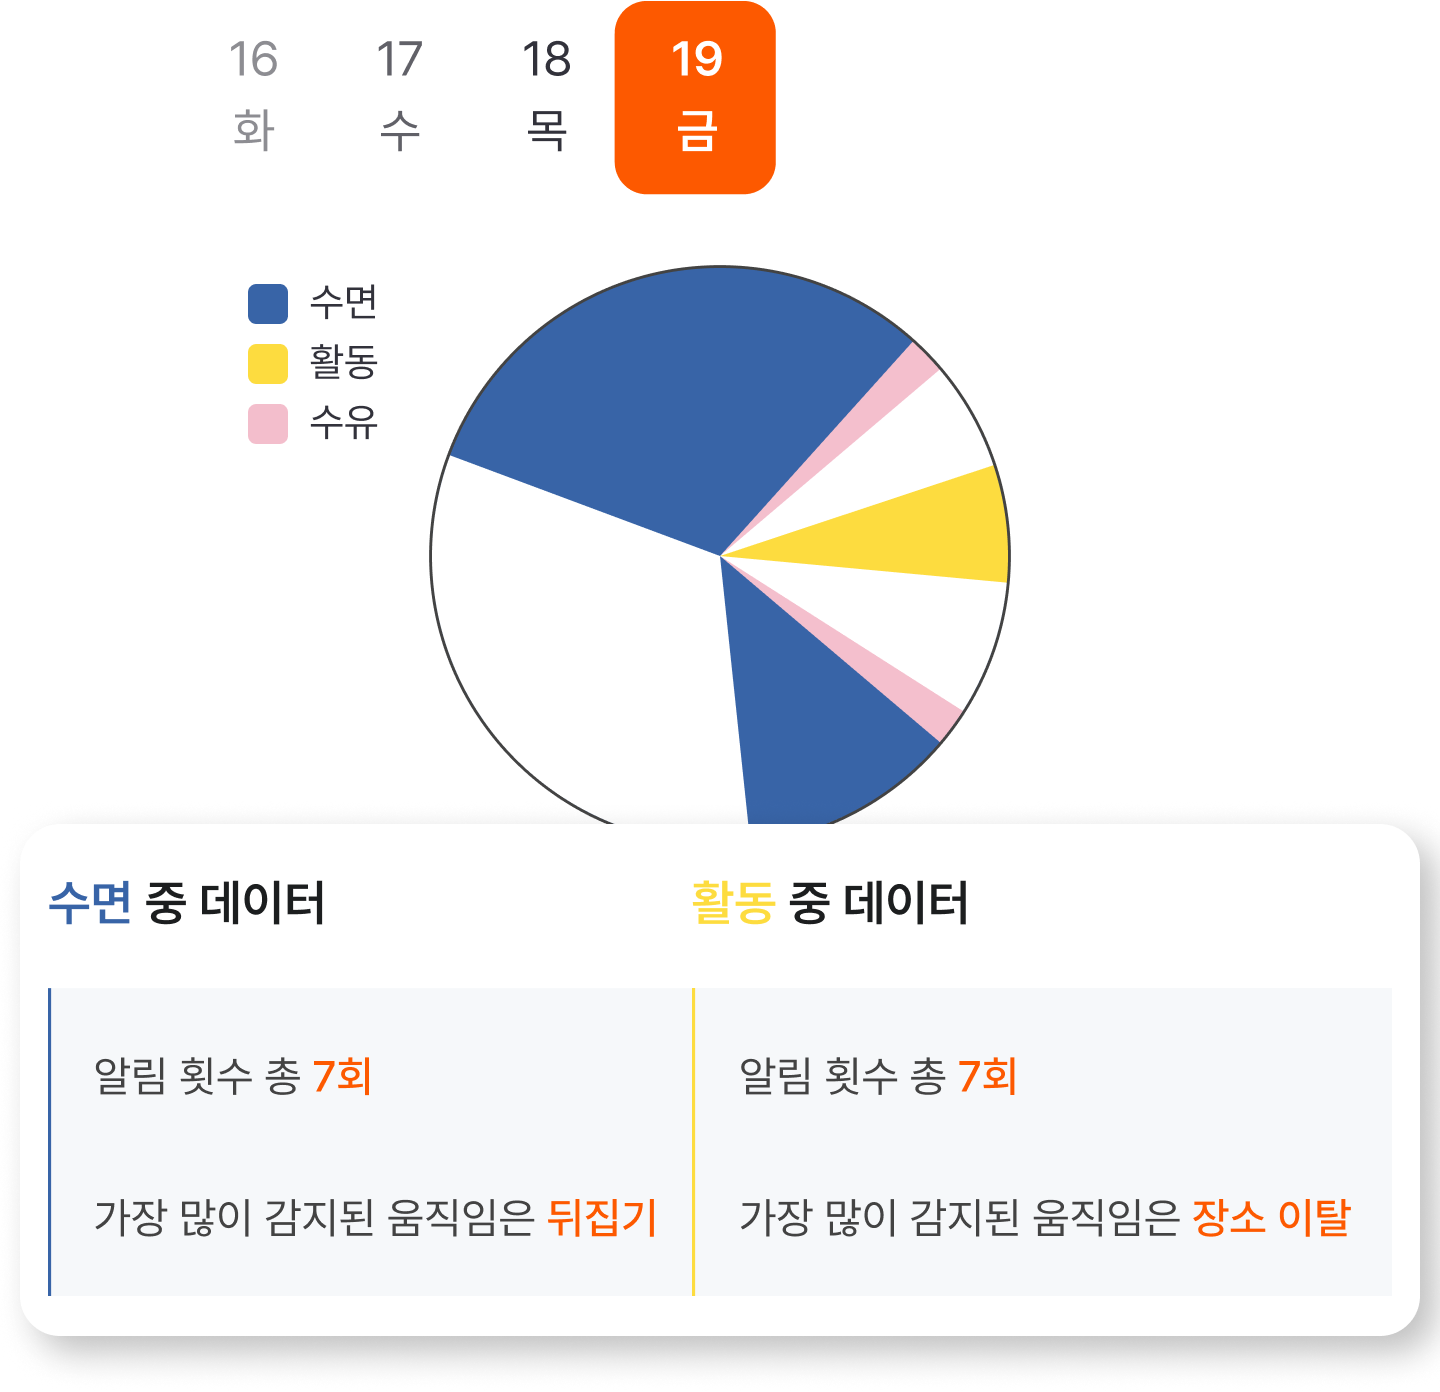 16 17 18 19
화 수 목 금
수면
활동
수유
수면 중 데이터
알림 횟수 총 7회
가장 많이 감지된 움직임은 뒤집기
활동 중 데이터
알림 횟수 총 7회
가장 많이 감지된 움직임은 장소 이탈